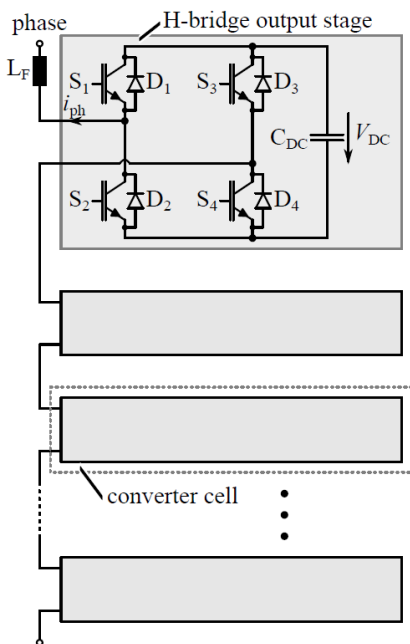 H-bridge output stage
phase
L_F
S_1 D_1 S_3 D_3
i_ph
C_DC V_DC
S_2 D_2 S_4 D_4
converter cell